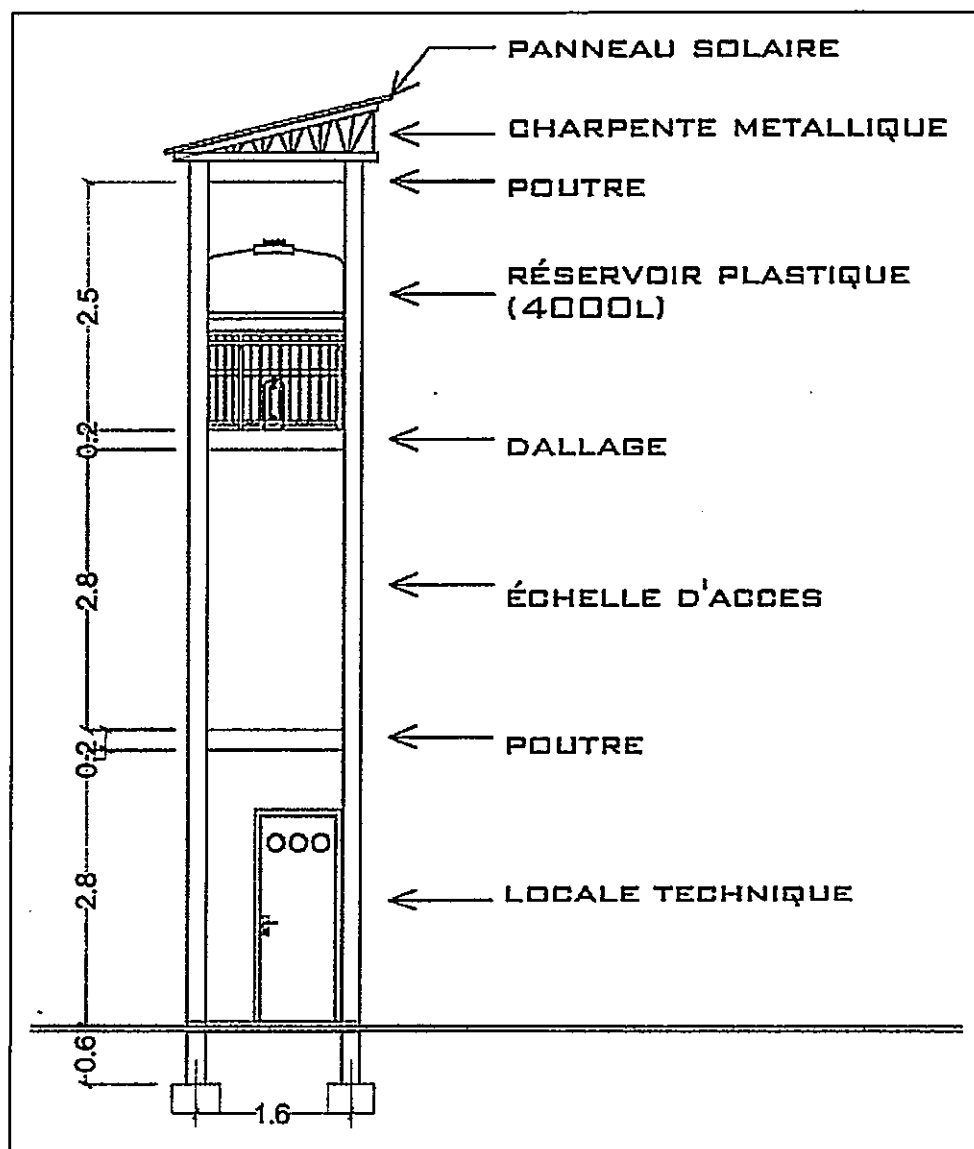 PANNEAU SOLAIRE
CHARPENTE METALLIQUE
POUTRE
RÉSERVOIR PLASTIQUE
(4000L)
2.5
0.2
DALLAGE
2.8
ÉCHELLE D'ACCES
0.2
POUTRE
2.8
LOCALE TECHNIQUE
0.6
1.6